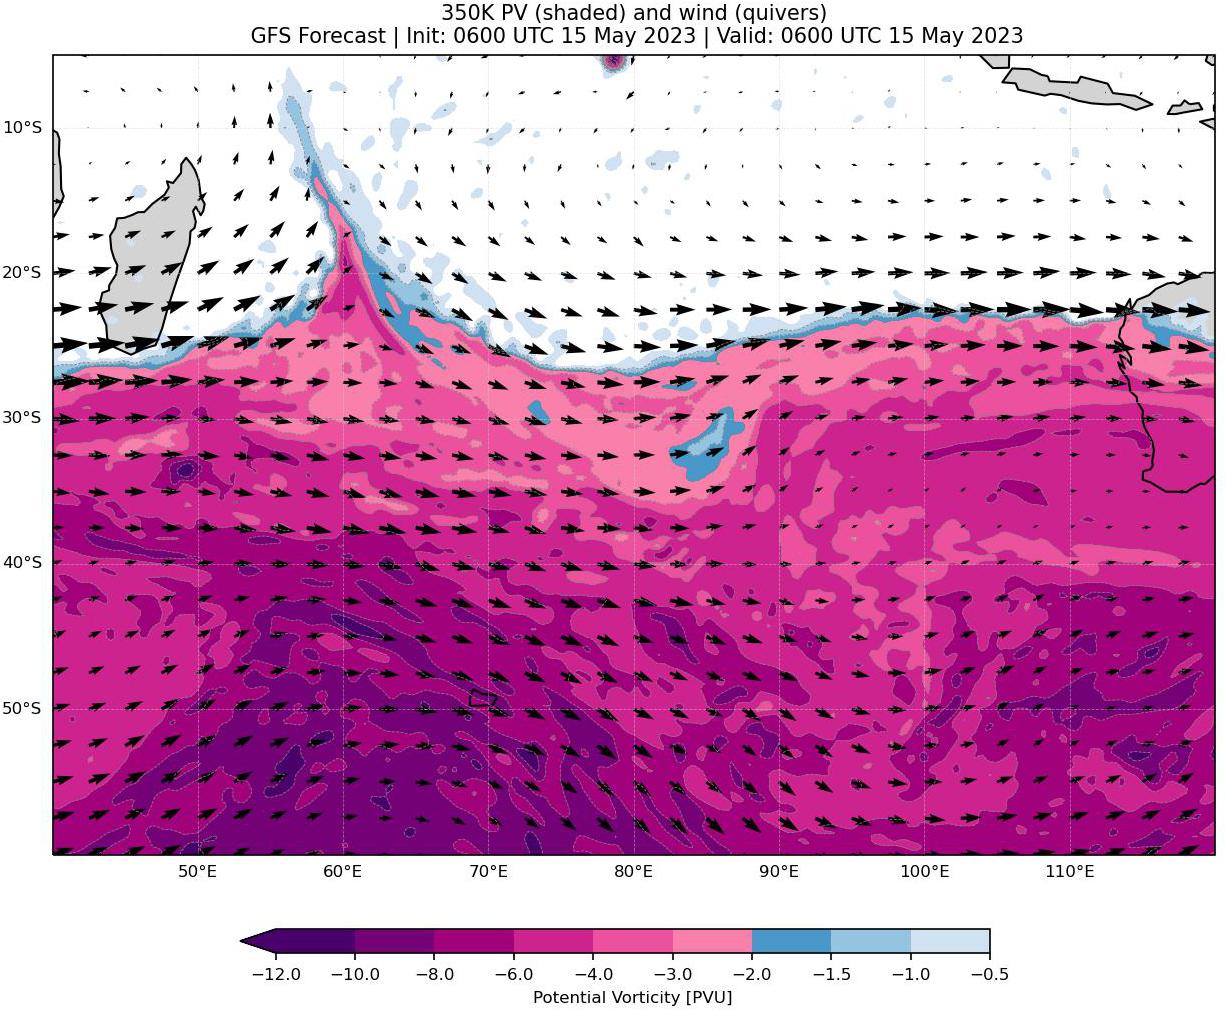 350K PV (shaded) and wind (quivers)
GFS Forecast | Init: 0600 UTC 15 May 2023 | Valid: 0600 UTC 15 May 2023
10°S
20°S
30°S
40°S
50°S
50°E 60°E 70°E 80°E 90°E 100°E 110°E
−12.0 −10.0 −8.0 −6.0 −4.0 −3.0 −2.0 −1.5 −1.0 −0.5
Potential Vorticity [PVU]